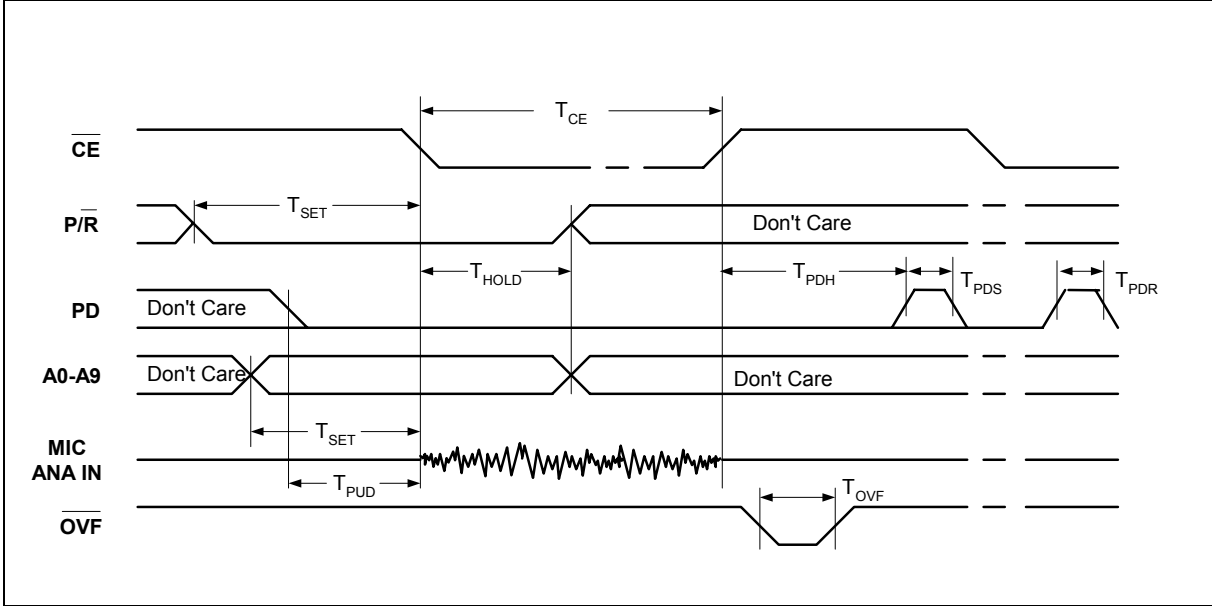 T_CE
CE
T_SET
P/R
Don't Care
T_HOLD
T_PDH
T_PDS
T_PDR
PD
Don't Care
A0-A9
Don't Care
Don't Care
T_SET
MIC
ANA IN
T_PUD
T_OVF
OVF